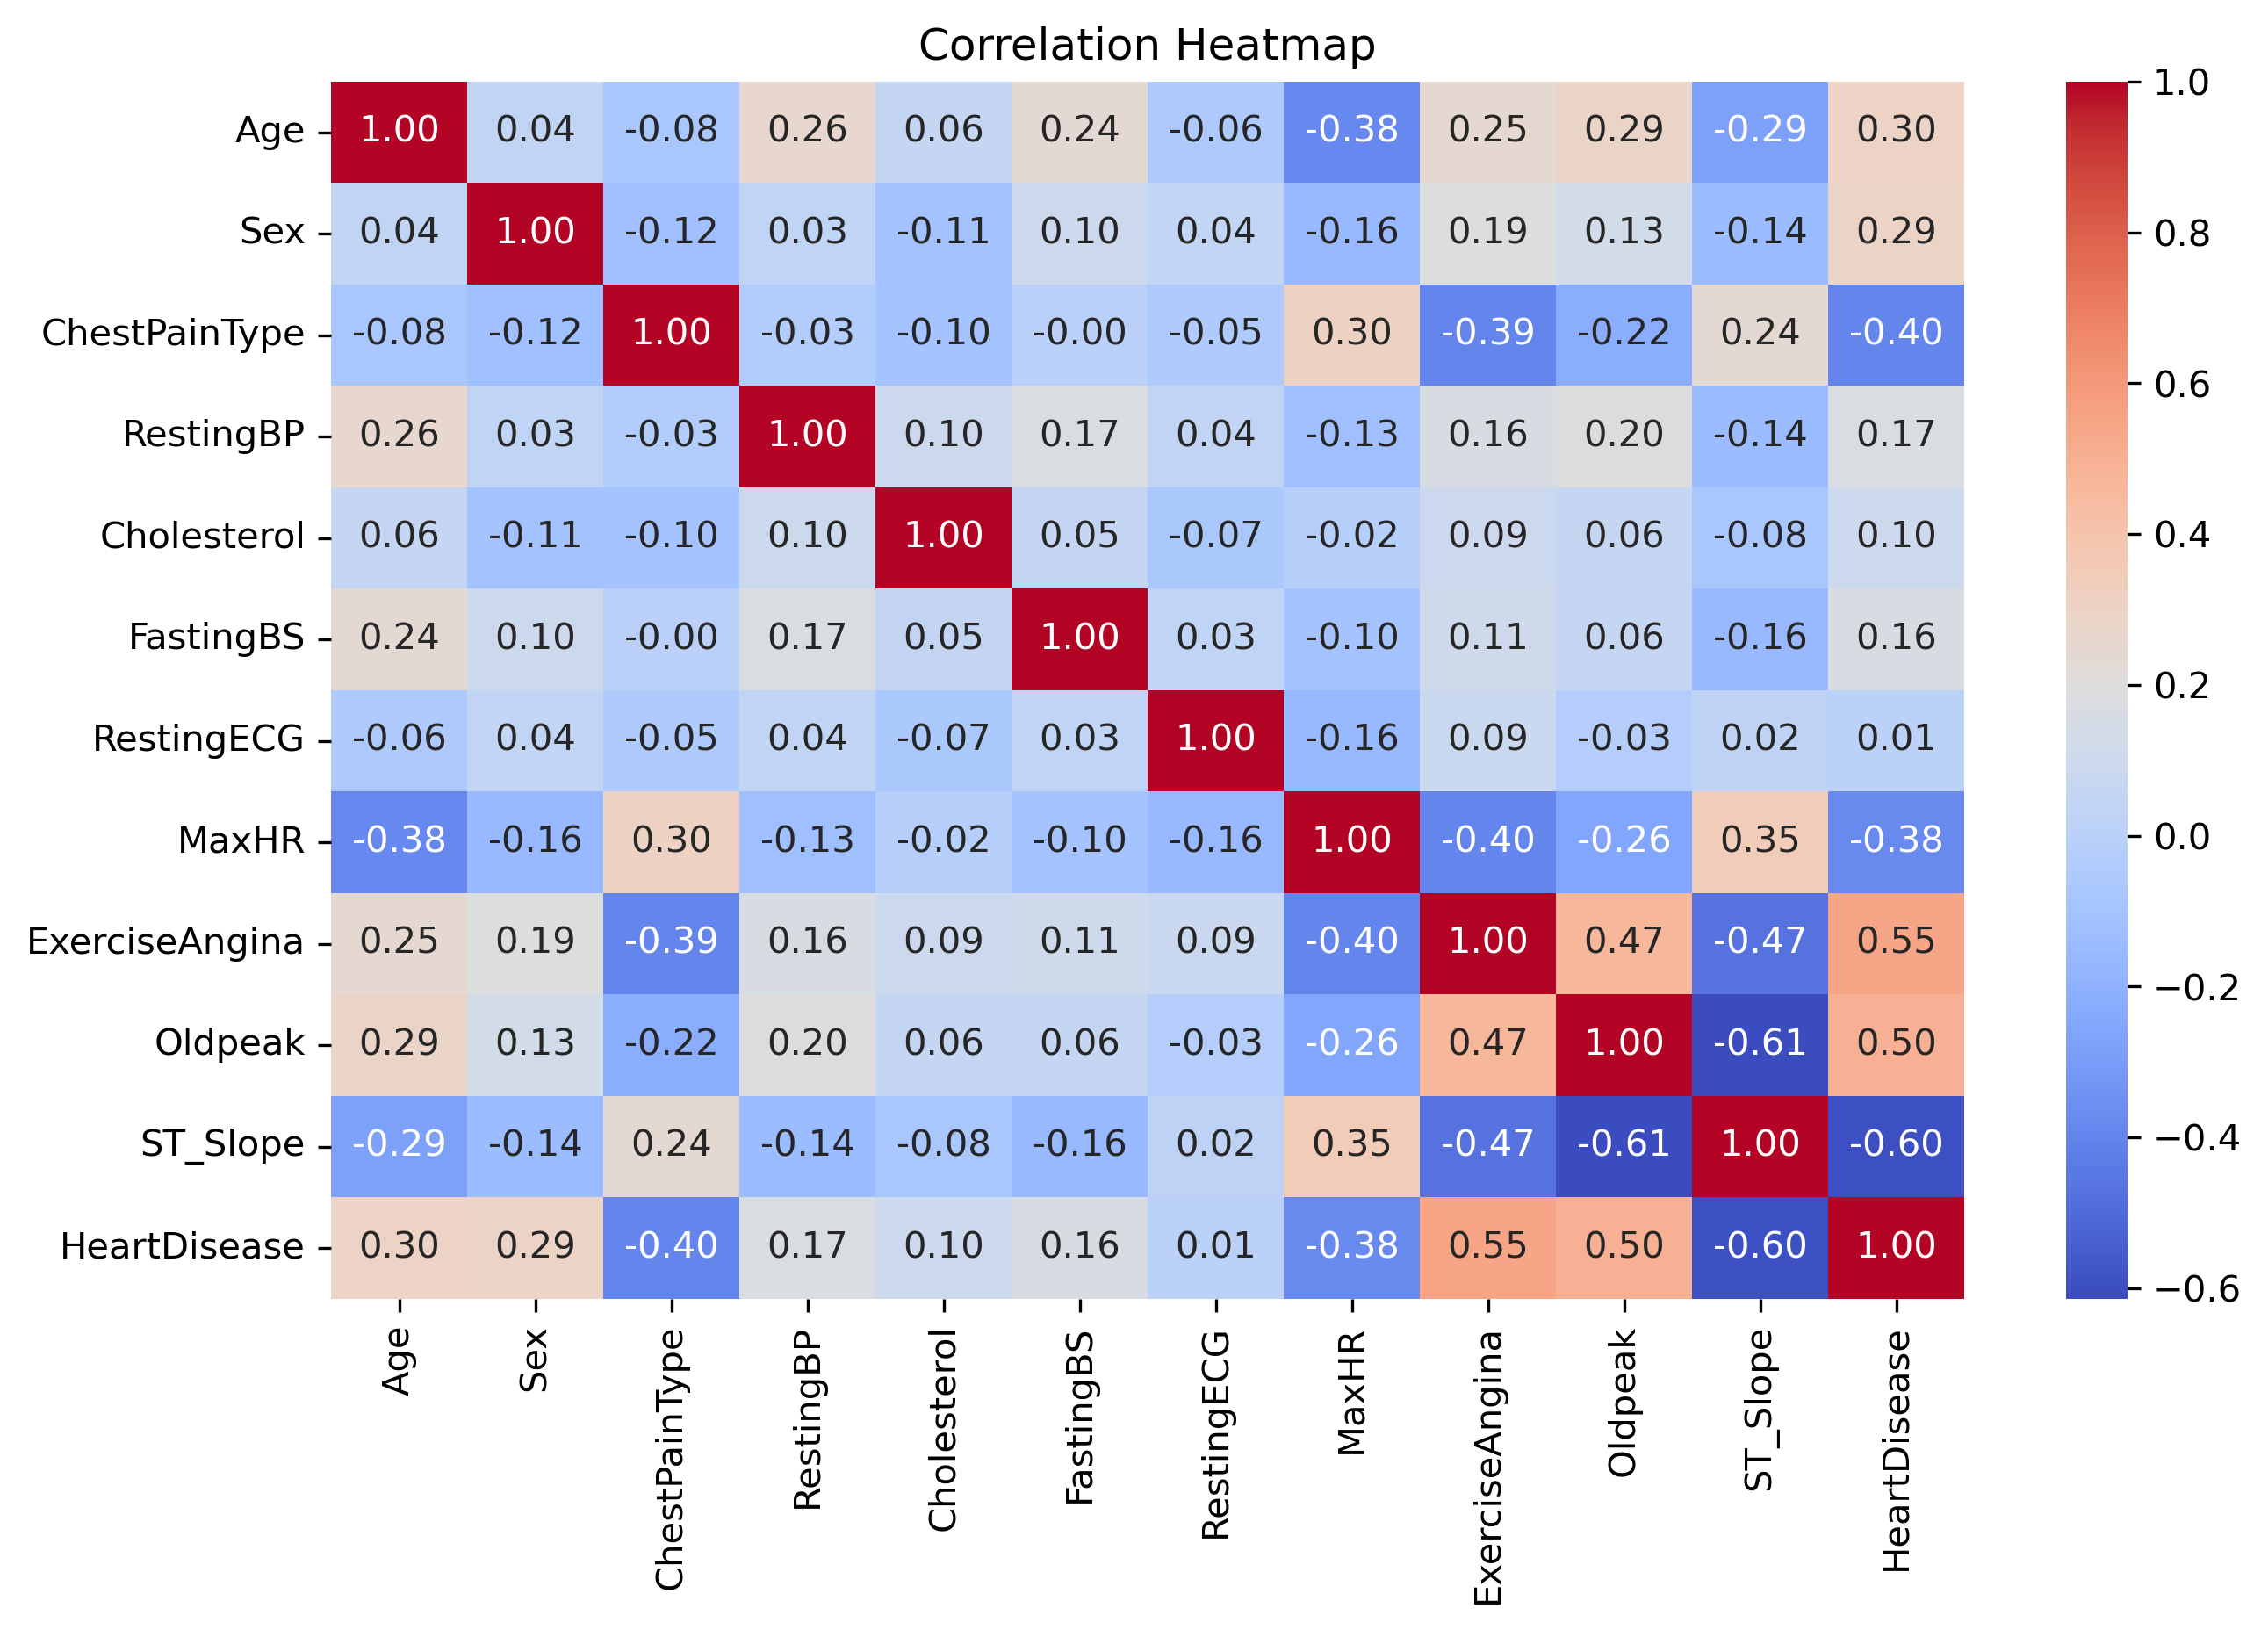 Correlation Heatmap
Age 1.00 0.04 -0.08 0.26 0.06 0.24 -0.06 -0.38 0.25 0.29 -0.29 0.30
Sex 0.04 1.00 -0.12 0.03 -0.11 0.10 0.04 -0.16 0.19 0.13 -0.14 0.29
ChestPainType -0.08 -0.12 1.00 -0.03 -0.10 -0.00 -0.05 0.30 -0.39 -0.22 0.24 -0.40
RestingBP 0.26 0.03 -0.03 1.00 0.10 0.17 0.04 -0.13 0.16 0.20 -0.14 0.17
Cholesterol 0.06 -0.11 -0.10 0.10 1.00 0.05 -0.07 -0.02 0.09 0.06 -0.08 0.10
FastingBS 0.24 0.10 -0.00 0.17 0.05 1.00 0.03 -0.10 0.11 0.06 -0.16 0.16
RestingECG -0.06 0.04 -0.05 0.04 -0.07 0.03 1.00 -0.16 0.09 -0.03 0.02 0.01
MaxHR -0.38 -0.16 0.30 -0.13 -0.02 -0.10 -0.16 1.00 -0.40 -0.26 0.35 -0.38
ExerciseAngina 0.25 0.19 -0.39 0.16 0.09 0.11 0.09 -0.40 1.00 0.47 -0.47 0.55
Oldpeak 0.29 0.13 -0.22 0.20 0.06 0.06 -0.03 -0.26 0.47 1.00 -0.61 0.50
ST_Slope -0.29 -0.14 0.24 -0.14 -0.08 -0.16 0.02 0.35 -0.47 -0.61 1.00 -0.60
HeartDisease 0.30 0.29 -0.40 0.17 0.10 0.16 0.01 -0.38 0.55 0.50 -0.60 1.00
Age Sex ChestPainType RestingBP Cholesterol FastingBS RestingECG MaxHR ExerciseAngina Oldpeak ST_Slope HeartDisease
1.0
0.8
0.6
0.4
0.2
0.0
−0.2
−0.4
−0.6